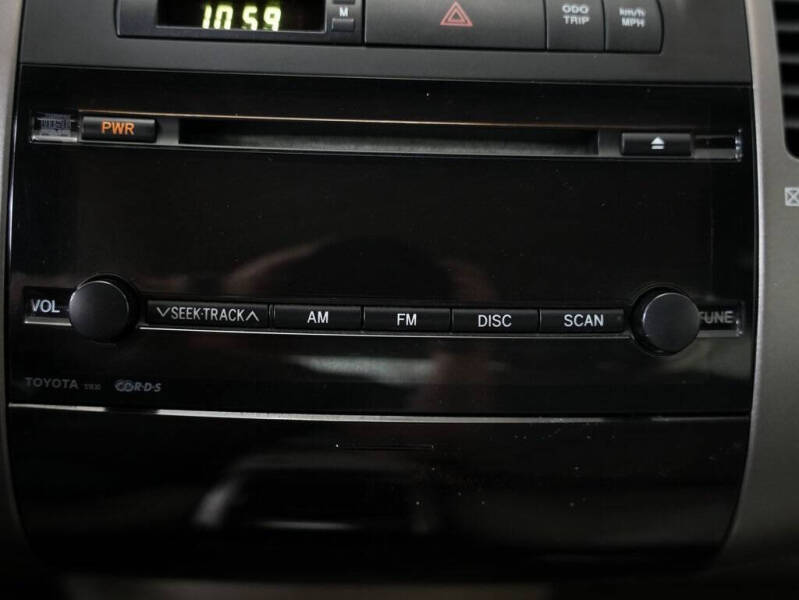 10:59
M
ODO
TRIP
km/h
MPH
PWR
VOL
SEEK·TRACK
AM
FM
DISC
SCAN
TUNE
TOYOTA
R·D·S